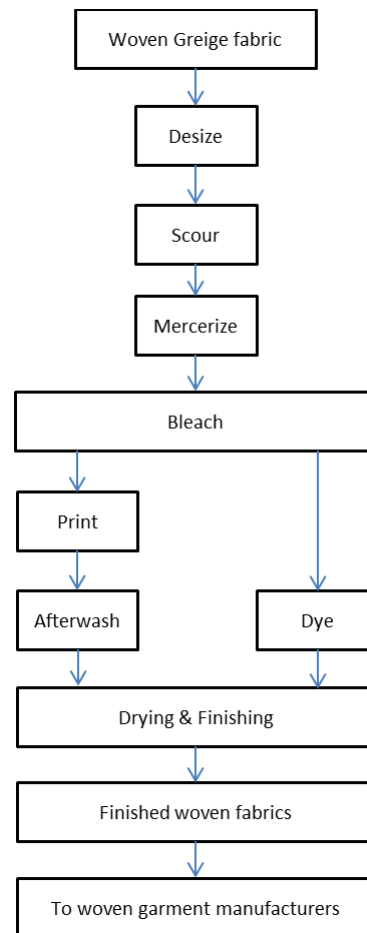 Woven Greige fabric
Desize
Scour
Mercerize
Bleach
Print
Afterwash
Dye
Drying & Finishing
Finished woven fabrics
To woven garment manufacturers